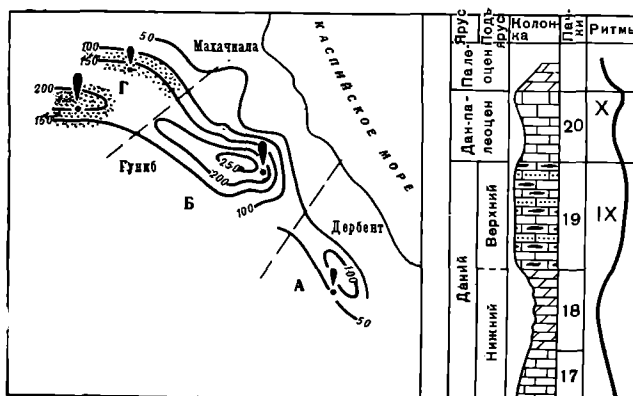 50
100
150
Махачкала
КАСПИЙСКОЕ МОРЕ
200
Г
150
Гуниб
250
200
Б
100
Дербент
А
100
50
Ярус
Подъярус
Колонка
Пачки
Ритмы
Палеоцен
Дан-палеоцен
20
X
Даний
Верхний
19
IX
Нижний
18
17